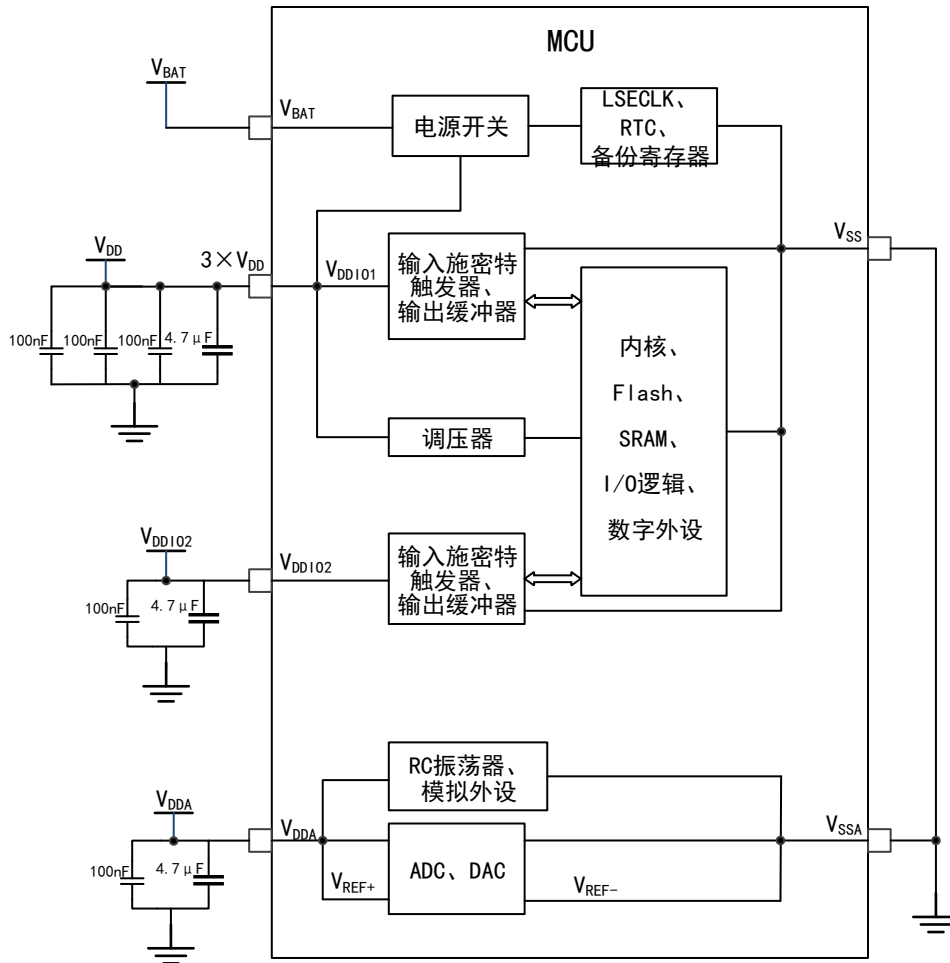 MCU
VBAT
VBAT
电源开关
LSECLK、
RTC、
备份寄存器
VSS
VDD
3×VDD
VDDIO1
输入施密特
触发器、
输出缓冲器
100nF
100nF
100nF
4.7μF
内核、
Flash、
SRAM、
I/O逻辑、
数字外设
调压器
VDDIO2
VDDIO2
输入施密特
触发器、
输出缓冲器
100nF
4.7μF
RC振荡器、
模拟外设
VDDA
VDDA
VSSA
100nF
4.7μF
ADC、DAC
VREF+
VREF-